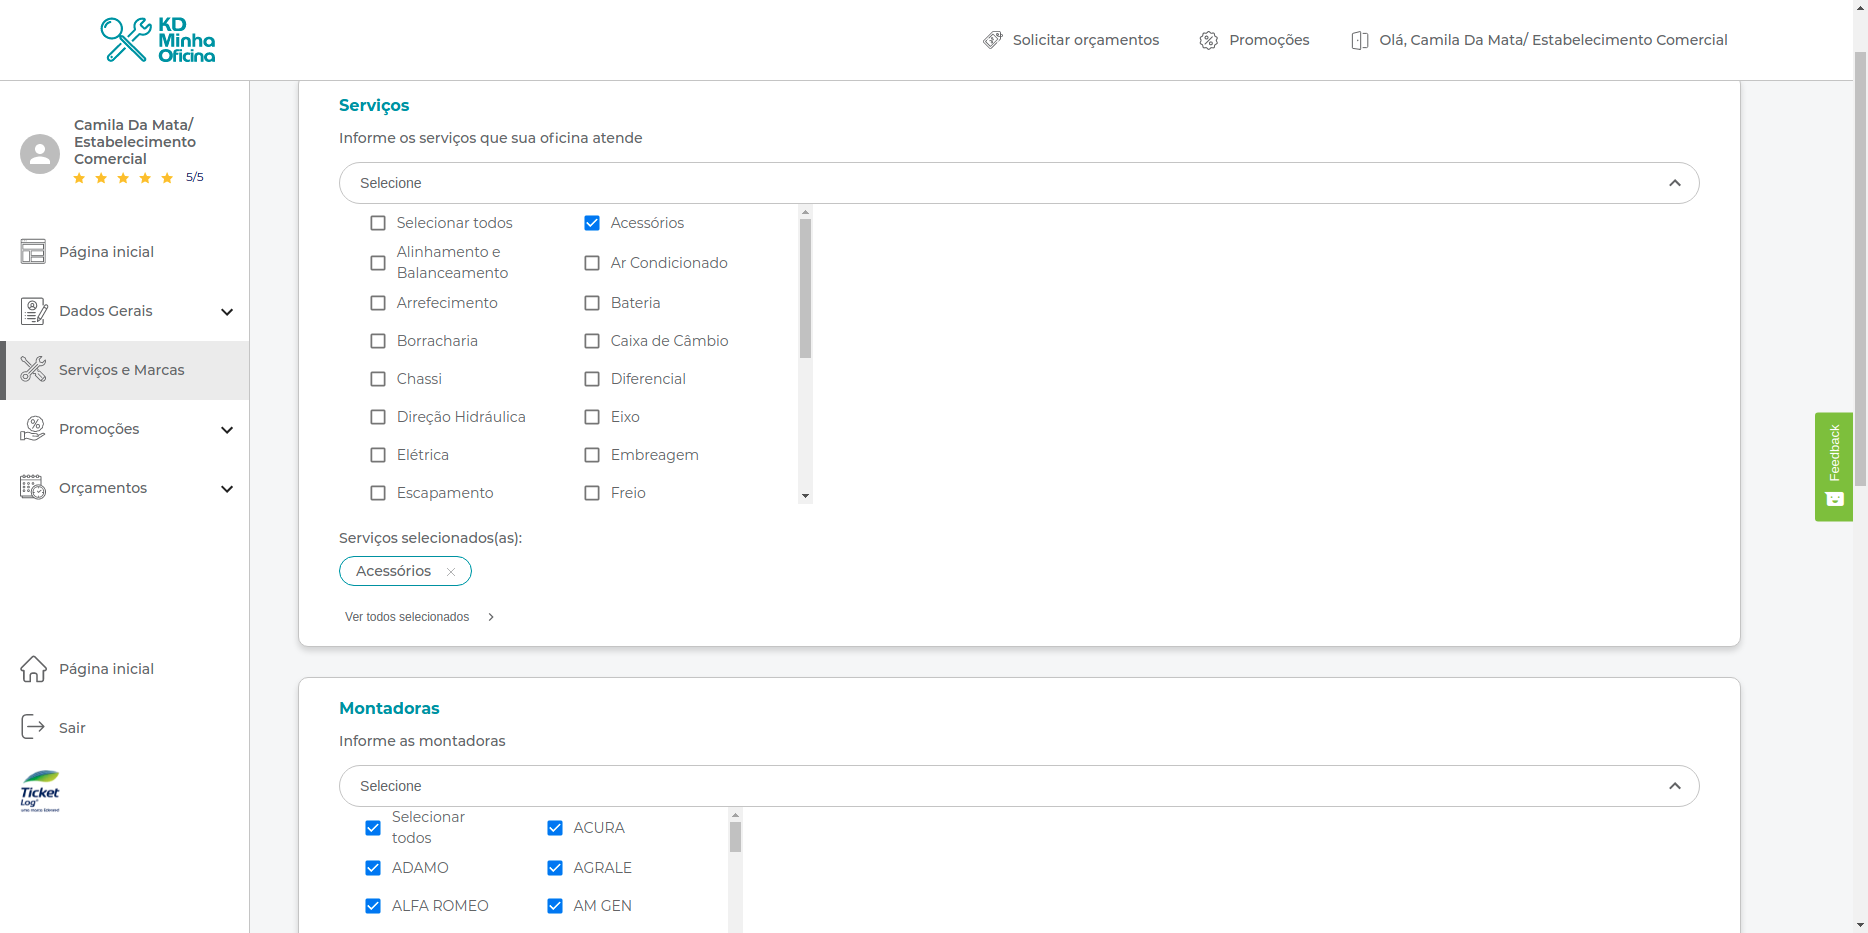 KD
Minha
Oficina
Solicitar orçamentos
Promoções
Olá, Camila Da Mata/ Estabelecimento Comercial
Camila Da Mata/
Estabelecimento
Comercial
5/5
Página inicial
Dados Gerais
Serviços e Marcas
Promoções
Orçamentos
Página inicial
Sair
Ticket
Log
Serviços
Informe os serviços que sua oficina atende
Selecione
Selecionar todos
Acessórios
Alinhamento e
Balanceamento
Ar Condicionado
Arrefecimento
Bateria
Borracharia
Caixa de Câmbio
Chassi
Diferencial
Direção Hidráulica
Eixo
Elétrica
Embreagem
Escapamento
Freio
Serviços selecionados(as):
Acessórios
Ver todos selecionados
Montadoras
Informe as montadoras
Selecione
Selecionar
todos
ACURA
ADAMO
AGRALE
ALFA ROMEO
AM GEN
Feedback